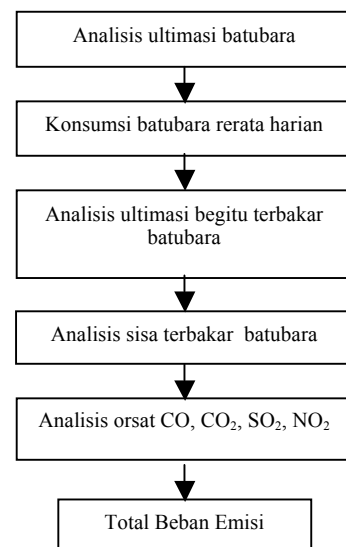 Analisis ultimasi batubara
Konsumsi batubara rerata harian
Analisis ultimasi begitu terbakar
batubara
Analisis sisa terbakar batubara
Analisis orsat CO, CO₂, SO₂, NO₂
Total Beban Emisi